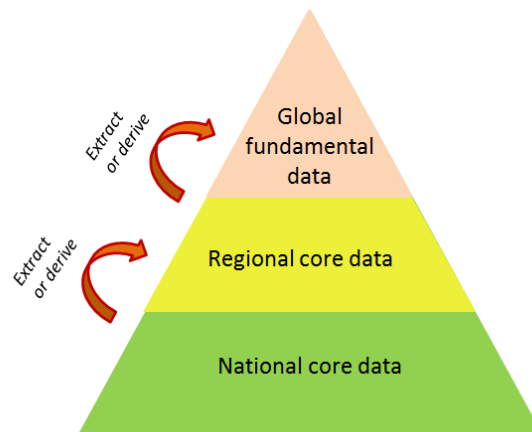 Extract
or derive
Global
fundamental
data
Extract
or derive
Regional core data
National core data